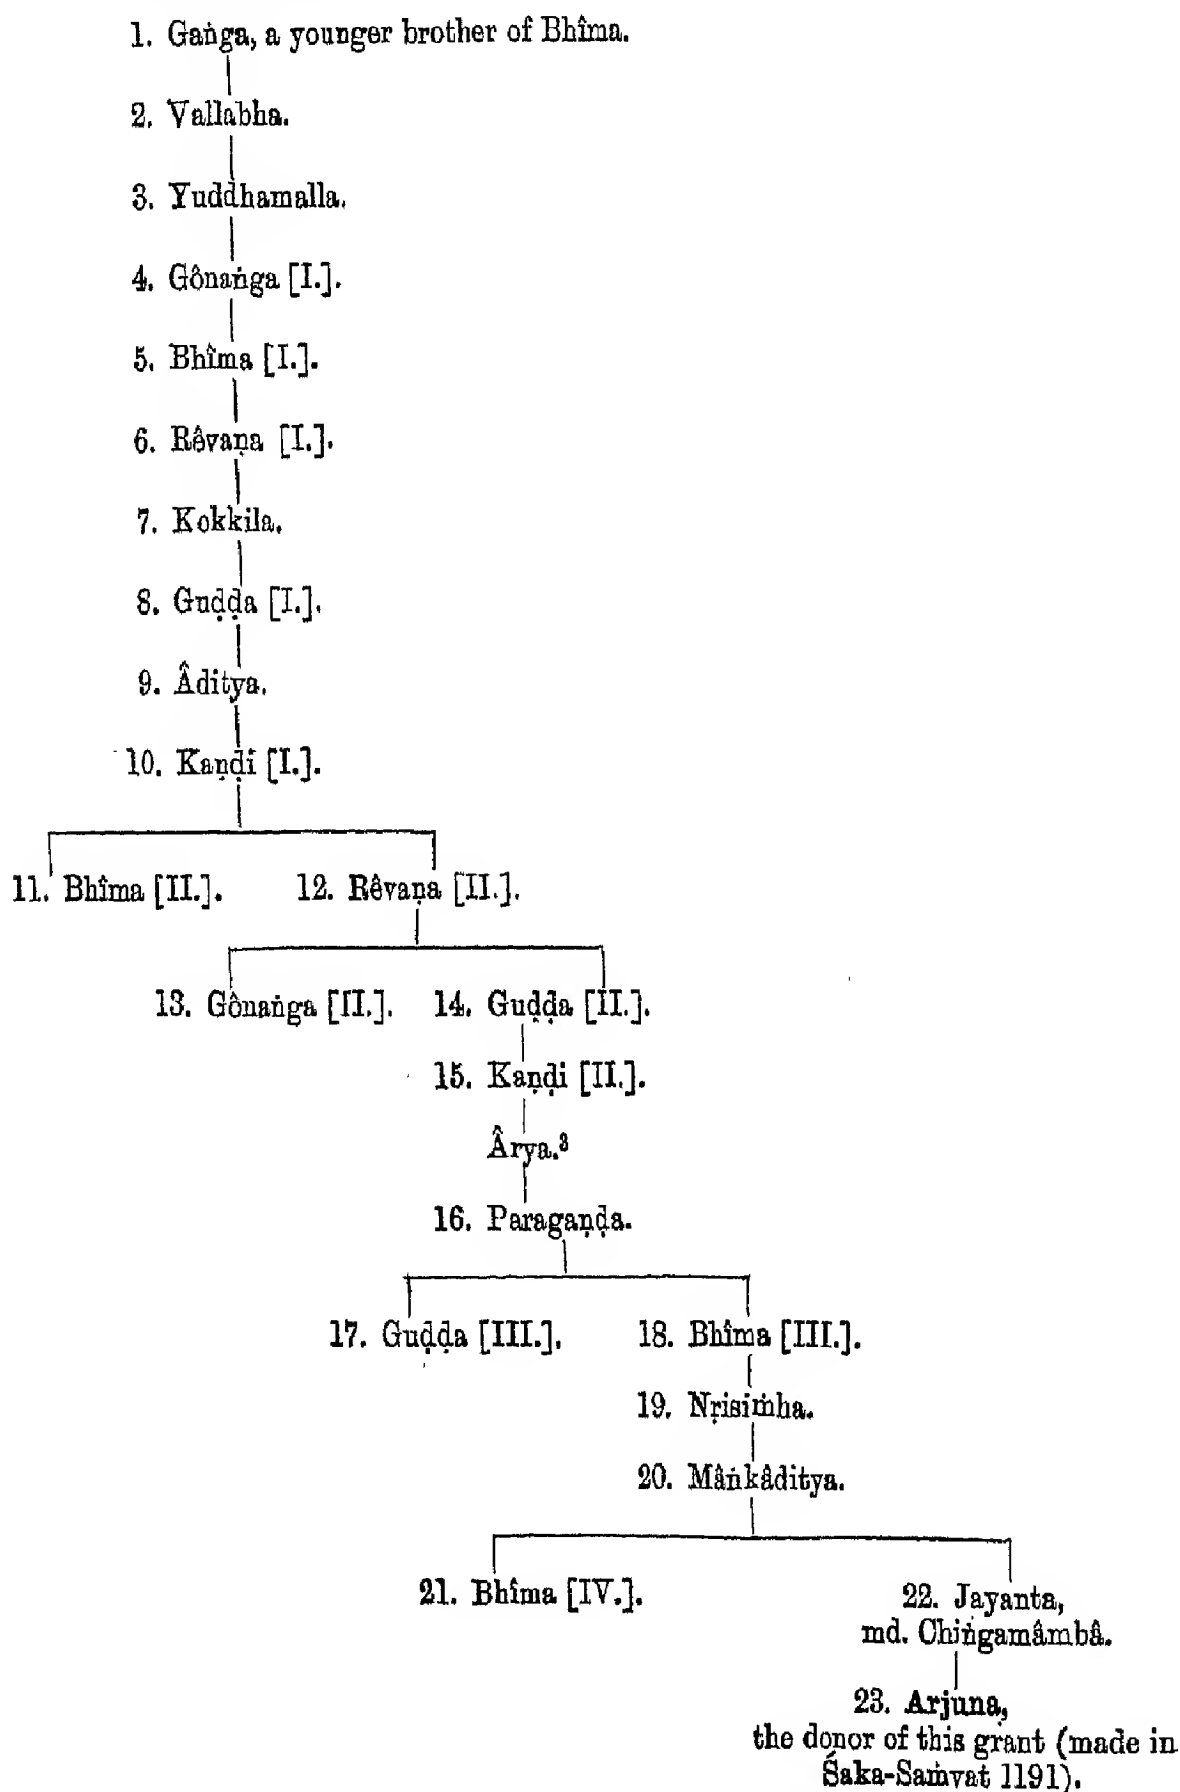 1. Gaṅga, a younger brother of Bhîma.
2. Vallabha.
3. Yuddhamalla.
4. Gônaṅga [I.].
5. Bhîma [I.].
6. Rêvaṇa [I.].
7. Kokkila.
8. Guḍḍa [I.].
9. Âditya.
10. Kaṇḍi [I.].
11. Bhîma [II.]. 12. Rêvaṇa [II.].
13. Gônaṅga [II.]. 14. Guḍḍa [II.].
15. Kaṇḍi [II.].
Ârya.³
16. Paragaṇḍa.
17. Guḍḍa [III.]. 18. Bhîma [III.].
19. Nṛisiṁha.
20. Mâṅkâditya.
21. Bhîma [IV.]. 22. Jayanta,
md. Chiṅgamâmbâ.
23. Arjuna,
the donor of this grant (made in
Śaka-Saṁvat 1191).